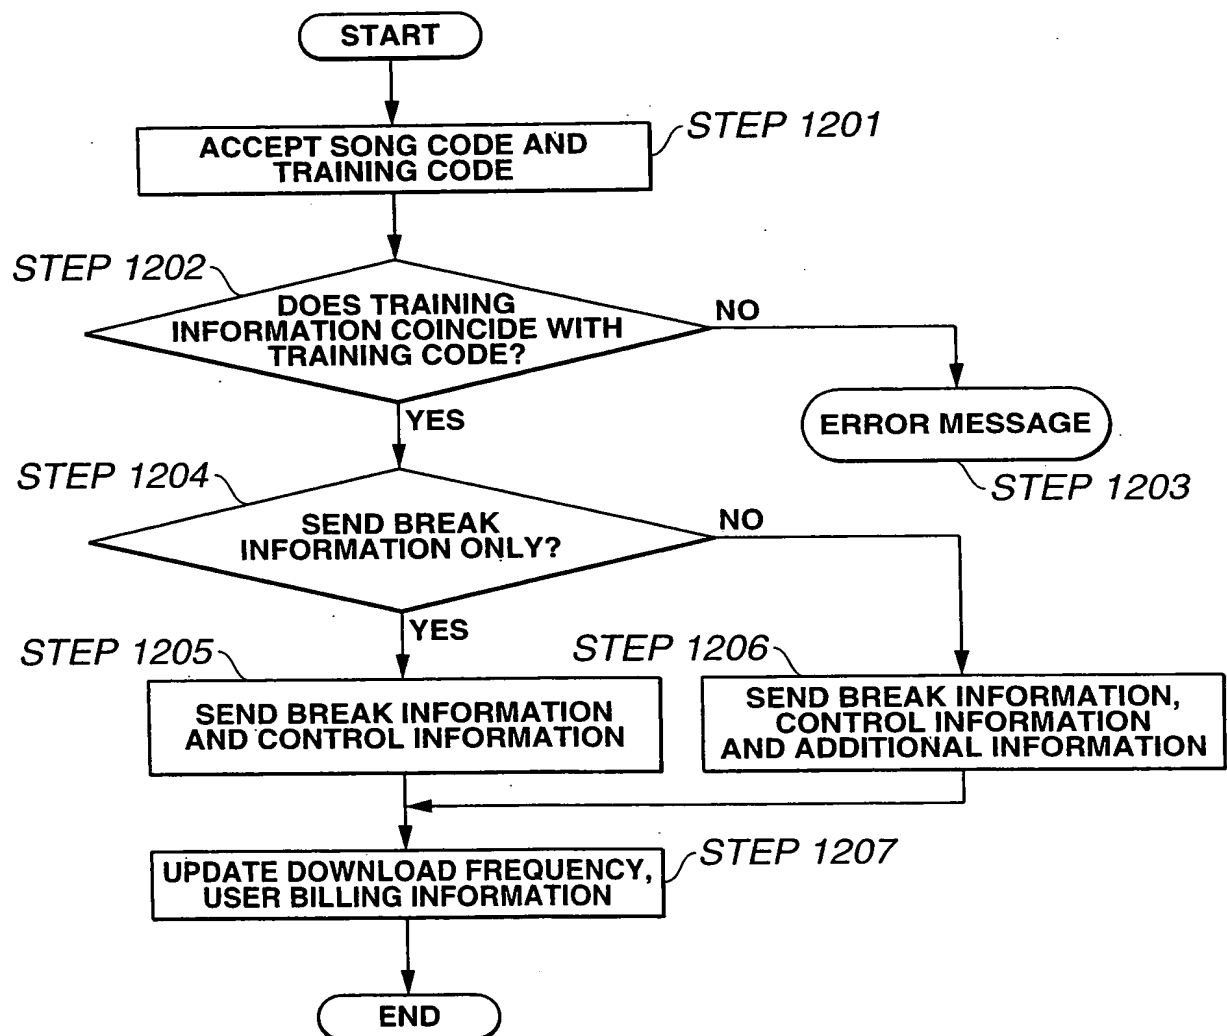 START
STEP 1201
ACCEPT SONG CODE AND
TRAINING CODE
STEP 1202
DOES TRAINING
INFORMATION COINCIDE WITH
TRAINING CODE?
NO
YES
ERROR MESSAGE
STEP 1203
STEP 1204
SEND BREAK
INFORMATION ONLY?
NO
YES
STEP 1205
SEND BREAK INFORMATION
AND CONTROL INFORMATION
STEP 1206
SEND BREAK INFORMATION,
CONTROL INFORMATION
AND ADDITIONAL INFORMATION
STEP 1207
UPDATE DOWNLOAD FREQUENCY,
USER BILLING INFORMATION
END